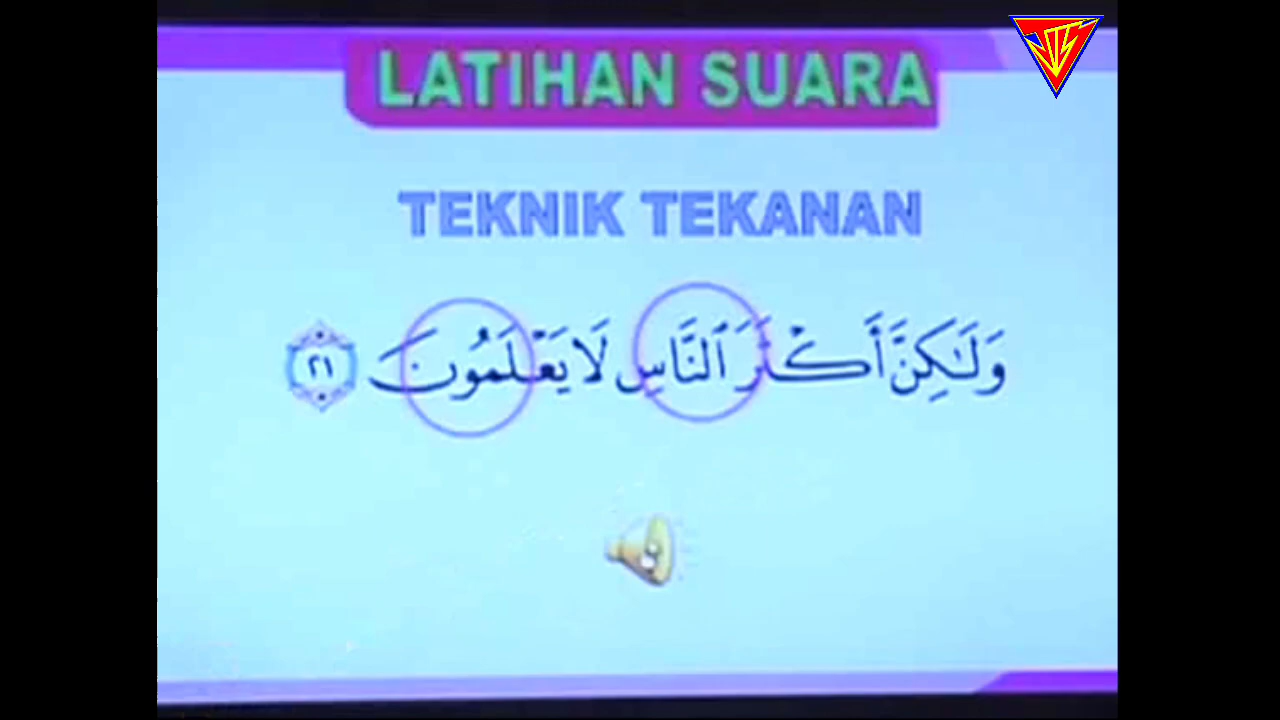 LATIHAN SUARA
TEKNIK TEKANAN
وَلَٰكِنَّ أَكْثَرَ ٱلنَّاسِ لَا يَعْلَمُونَ ٢١